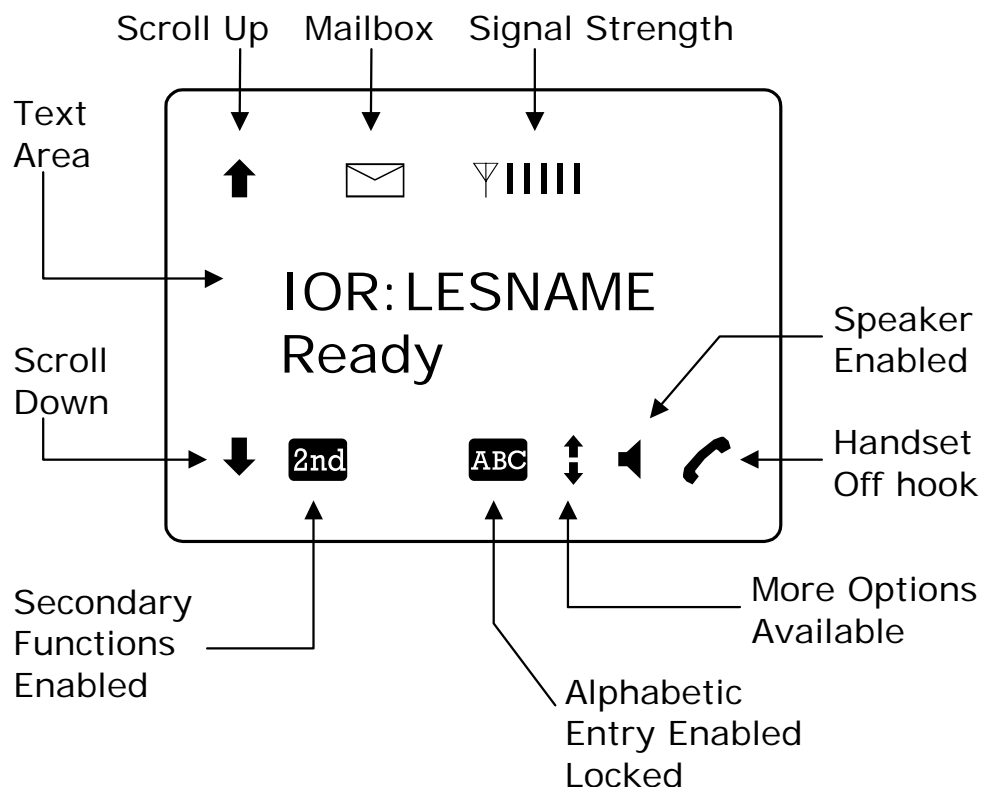 Scroll Up Mailbox Signal Strength
Text
Area
IOR:LESNAME
Ready
Speaker
Enabled
Scroll
Down
2nd ABC
Handset
Off hook
More Options
Available
Secondary
Functions
Enabled
Alphabetic
Entry Enabled
Locked